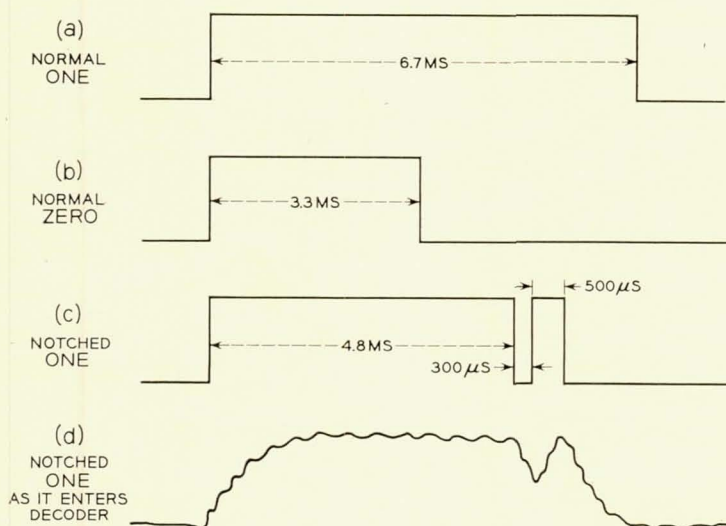 (a)
NORMAL
ONE
6.7MS
(b)
NORMAL
ZERO
3.3MS
500μS
(c)
NOTCHED
ONE
4.8MS
300μS
(d)
NOTCHED
ONE
AS IT ENTERS
DECODER